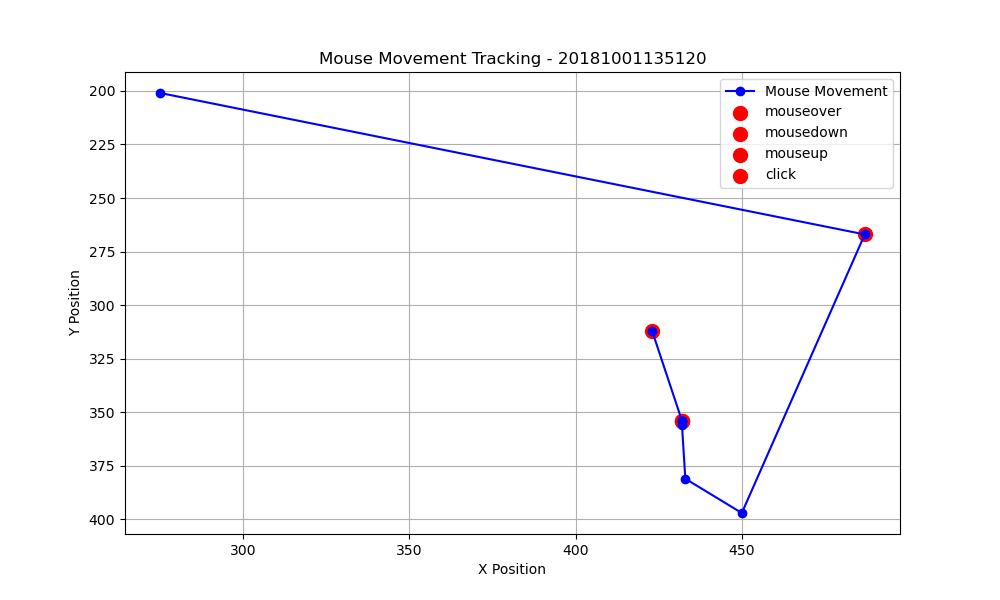 Mouse Movement Tracking - 20181001135120
Mouse Movement
mouseover
mousedown
mouseup
click
200
225
250
275
300
325
350
375
400
Y Position
300
350
400
450
X Position